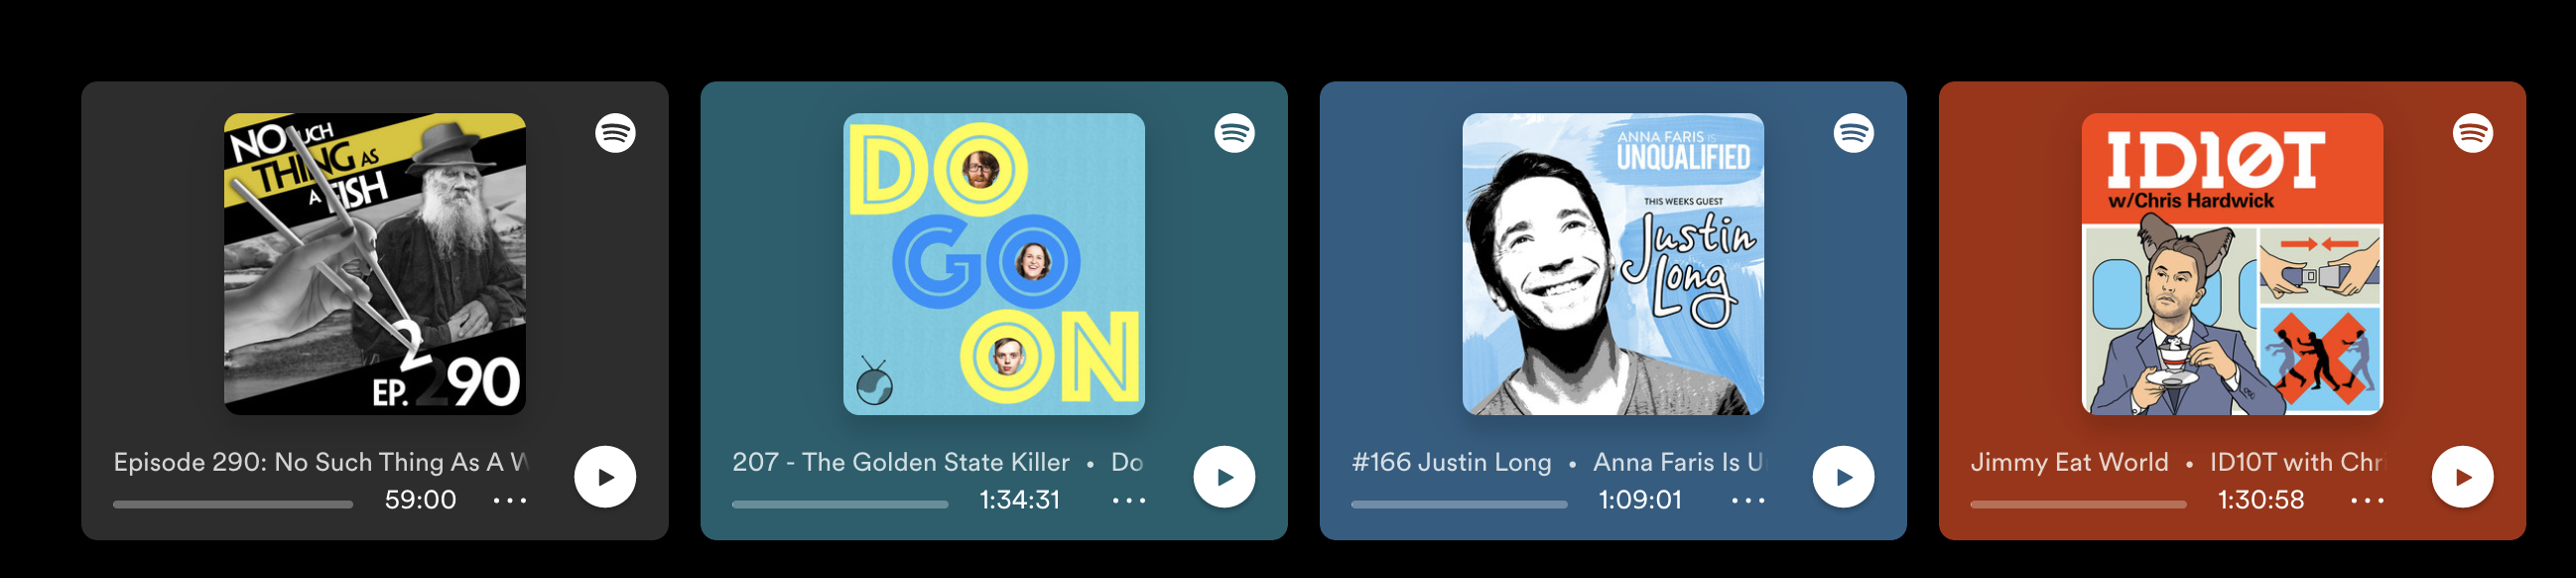 NO SUCH
THING AS
A FISH
EP. 290
Episode 290: No Such Thing As A W
59:00
DO
GO
ON
207 - The Golden State Killer • Do
1:34:31
ANNA FARIS IS
UNQUALIFIED
THIS WEEKS GUEST
Justin
Long
#166 Justin Long • Anna Faris Is U
1:09:01
ID10T
w/Chris Hardwick
Jimmy Eat World • ID10T with Chri
1:30:58